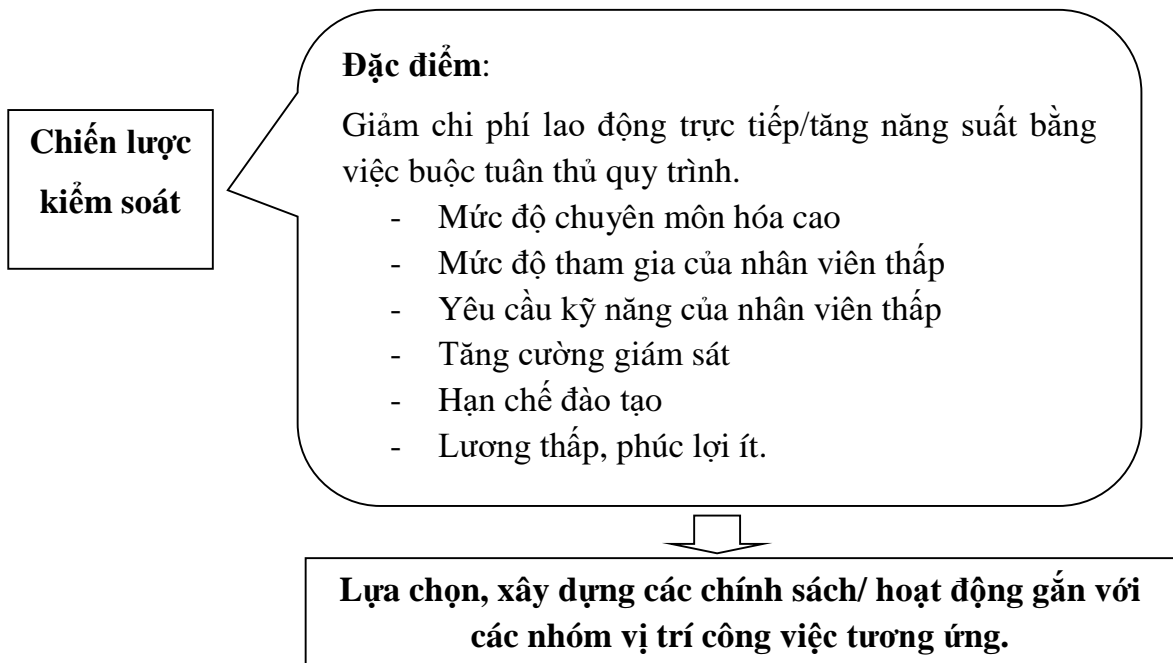 Chiến lược
kiểm soát
Đặc điểm:
Giảm chi phí lao động trực tiếp/tăng năng suất bằng
việc buộc tuân thủ quy trình.
- Mức độ chuyên môn hóa cao
- Mức độ tham gia của nhân viên thấp
- Yêu cầu kỹ năng của nhân viên thấp
- Tăng cường giám sát
- Hạn chế đào tạo
- Lương thấp, phúc lợi ít.
Lựa chọn, xây dựng các chính sách/ hoạt động gắn với
các nhóm vị trí công việc tương ứng.